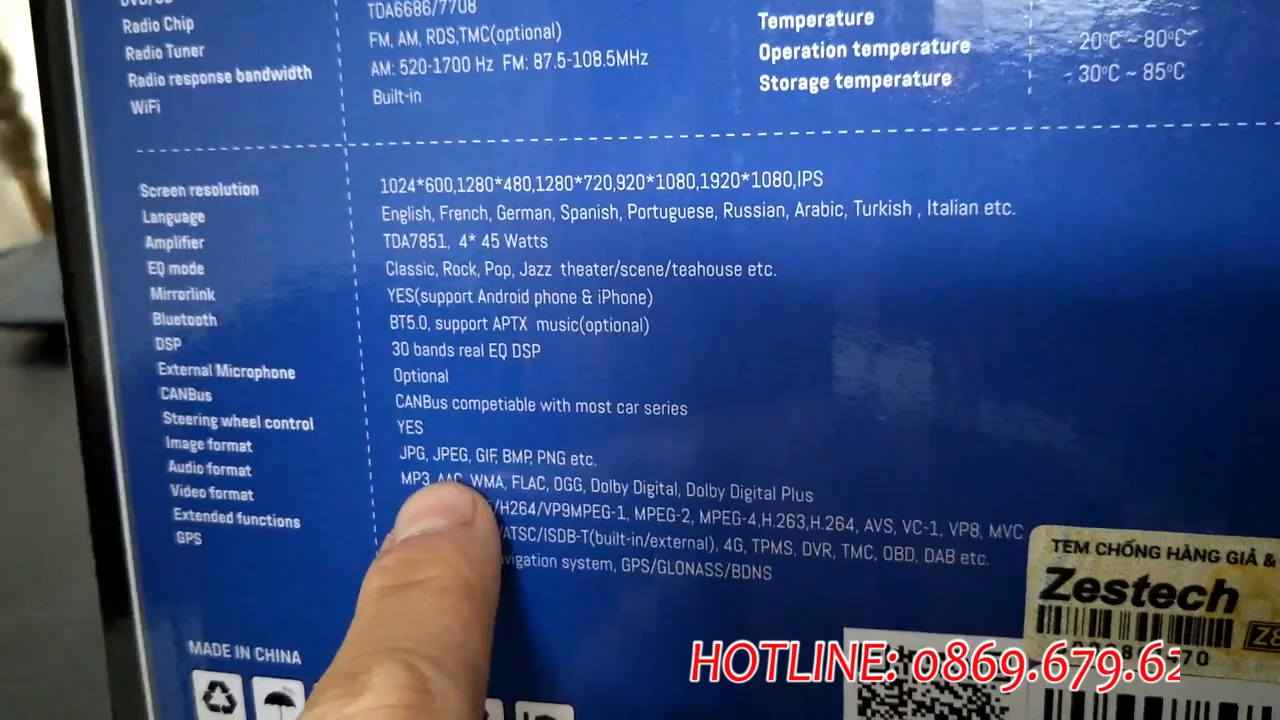 Radio Chip TDA6686/7708
Radio Tuner FM, AM, RDS,TMC(optional)
Radio response bandwidth AM: 520-1700 Hz FM: 87.5-108.5MHz
WiFi Built-in
Temperature
Operation temperature - 20°C ~ 80°C
Storage temperature - 30°C ~ 85°C
Screen resolution 1024*600,1280*480,1280*720,920*1080,1920*1080,IPS
Language English, French, German, Spanish, Portuguese, Russian, Arabic, Turkish , Italian etc.
Amplifier TDA7851, 4* 45 Watts
EQ mode Classic, Rock, Pop, Jazz theater/scene/teahouse etc.
Mirrorlink YES(support Android phone & iPhone)
Bluetooth BT5.0, support APTX music(optional)
DSP 30 bands real EQ DSP
External Microphone Optional
CANBus CANBus competiable with most car series
Steering wheel control YES
Image format JPG, JPEG, GIF, BMP, PNG etc.
Audio format MP3, AAC, WMA, FLAC, OGG, Dolby Digital, Dolby Digital Plus
Video format /H264/VP9MPEG-1, MPEG-2, MPEG-4,H.263,H.264, AVS, VC-1, VP8, MVC
Extended functions /ATSC/ISDB-T(built-in/external), 4G, TPMS, DVR, TMC, OBD, DAB etc.
GPS system, GPS/GLONASS/BDNS
MADE IN CHINA
TEM CHỐNG HÀNG GIẢ &
Zestech
HOTLINE: 0869.679.62